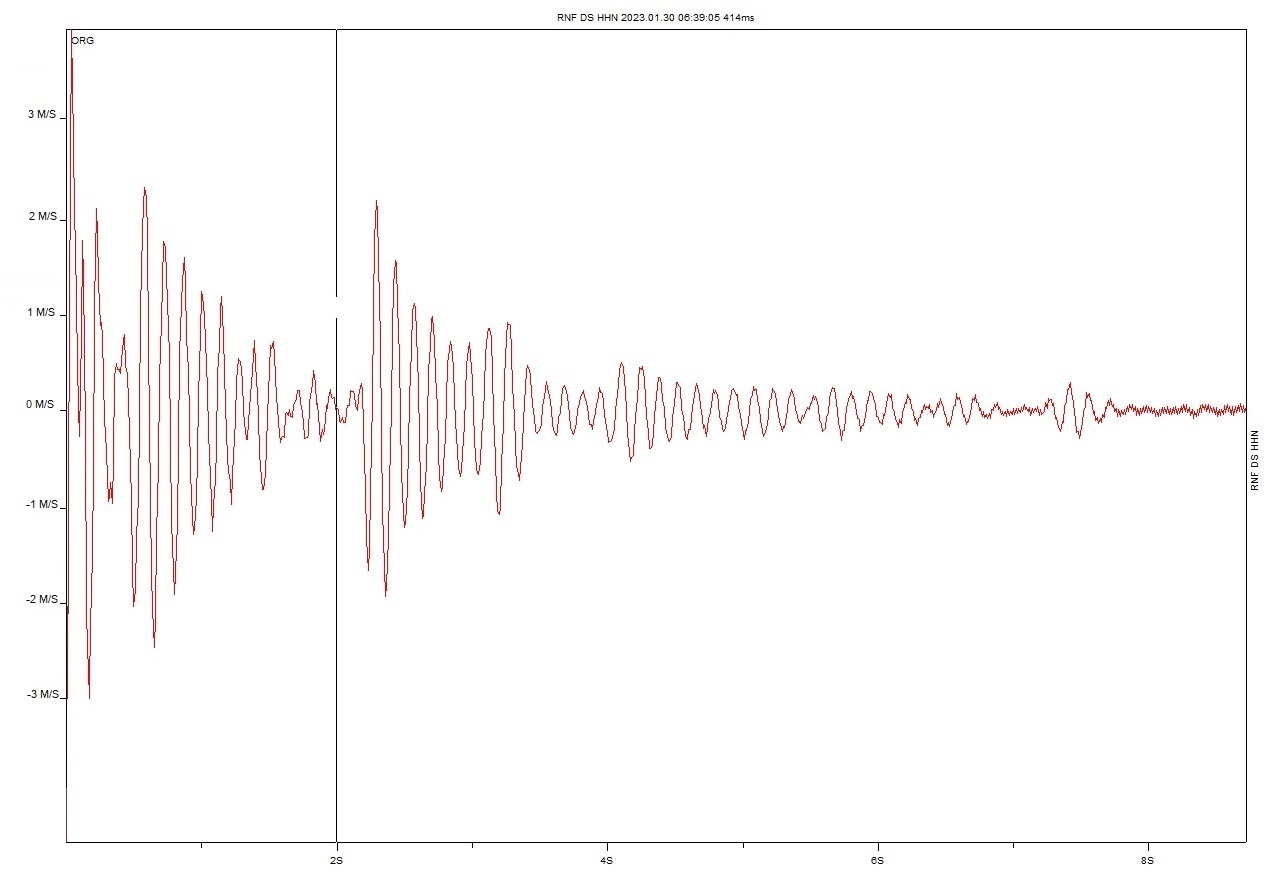 RNF DS HHN 2023.01.30 06:39:05 414ms
ORG
3 M/S
2 M/S
1 M/S
0 M/S
-1 M/S
-2 M/S
-3 M/S
RNF DS HHN
2S
4S
6S
8S